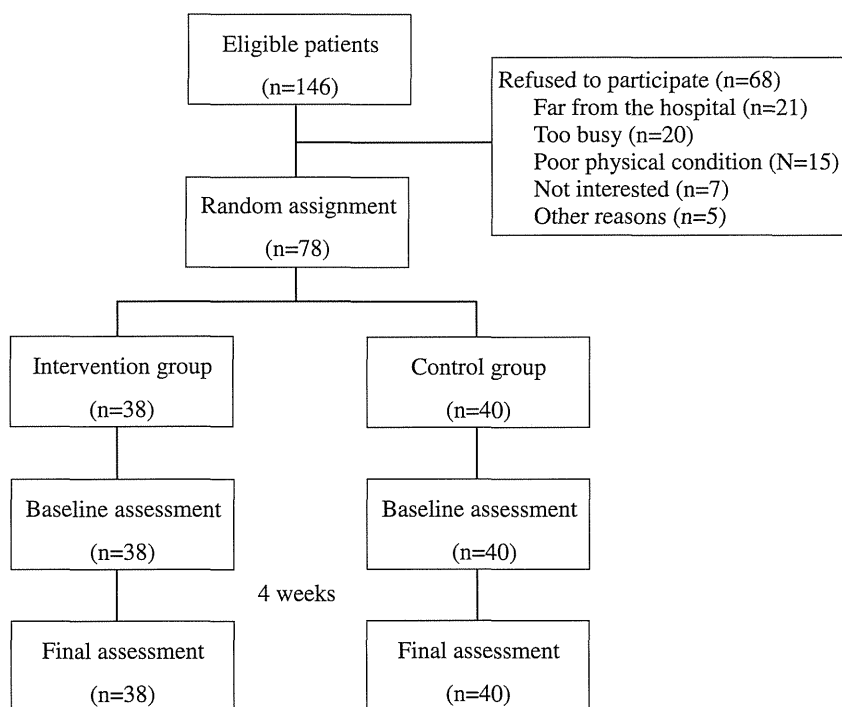 Eligible patients
(n=146)
Refused to participate (n=68)
Far from the hospital (n=21)
Too busy (n=20)
Poor physical condition (N=15)
Not interested (n=7)
Other reasons (n=5)
Random assignment
(n=78)
Intervention group
(n=38)
Control group
(n=40)
Baseline assessment
(n=38)
Baseline assessment
(n=40)
4 weeks
Final assessment
(n=38)
Final assessment
(n=40)